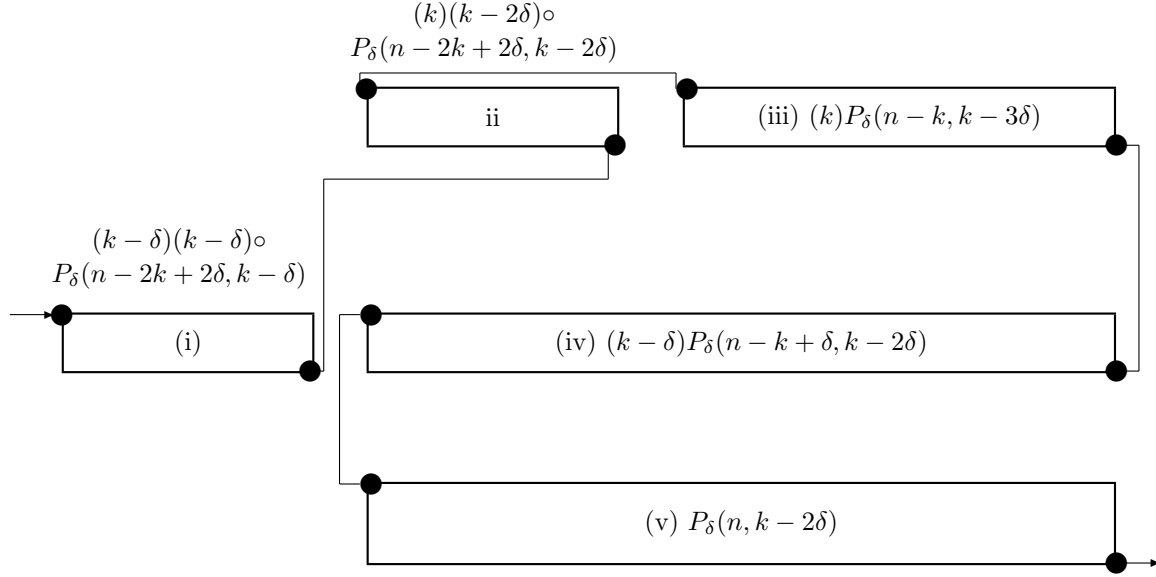 (k)(k − 2δ)∘
P_δ(n − 2k + 2δ, k − 2δ)
ii
(iii) (k)P_δ(n − k, k − 3δ)
(k − δ)(k − δ)∘
P_δ(n − 2k + 2δ, k − δ)
(i)
(iv) (k − δ)P_δ(n − k + δ, k − 2δ)
(v) P_δ(n, k − 2δ)